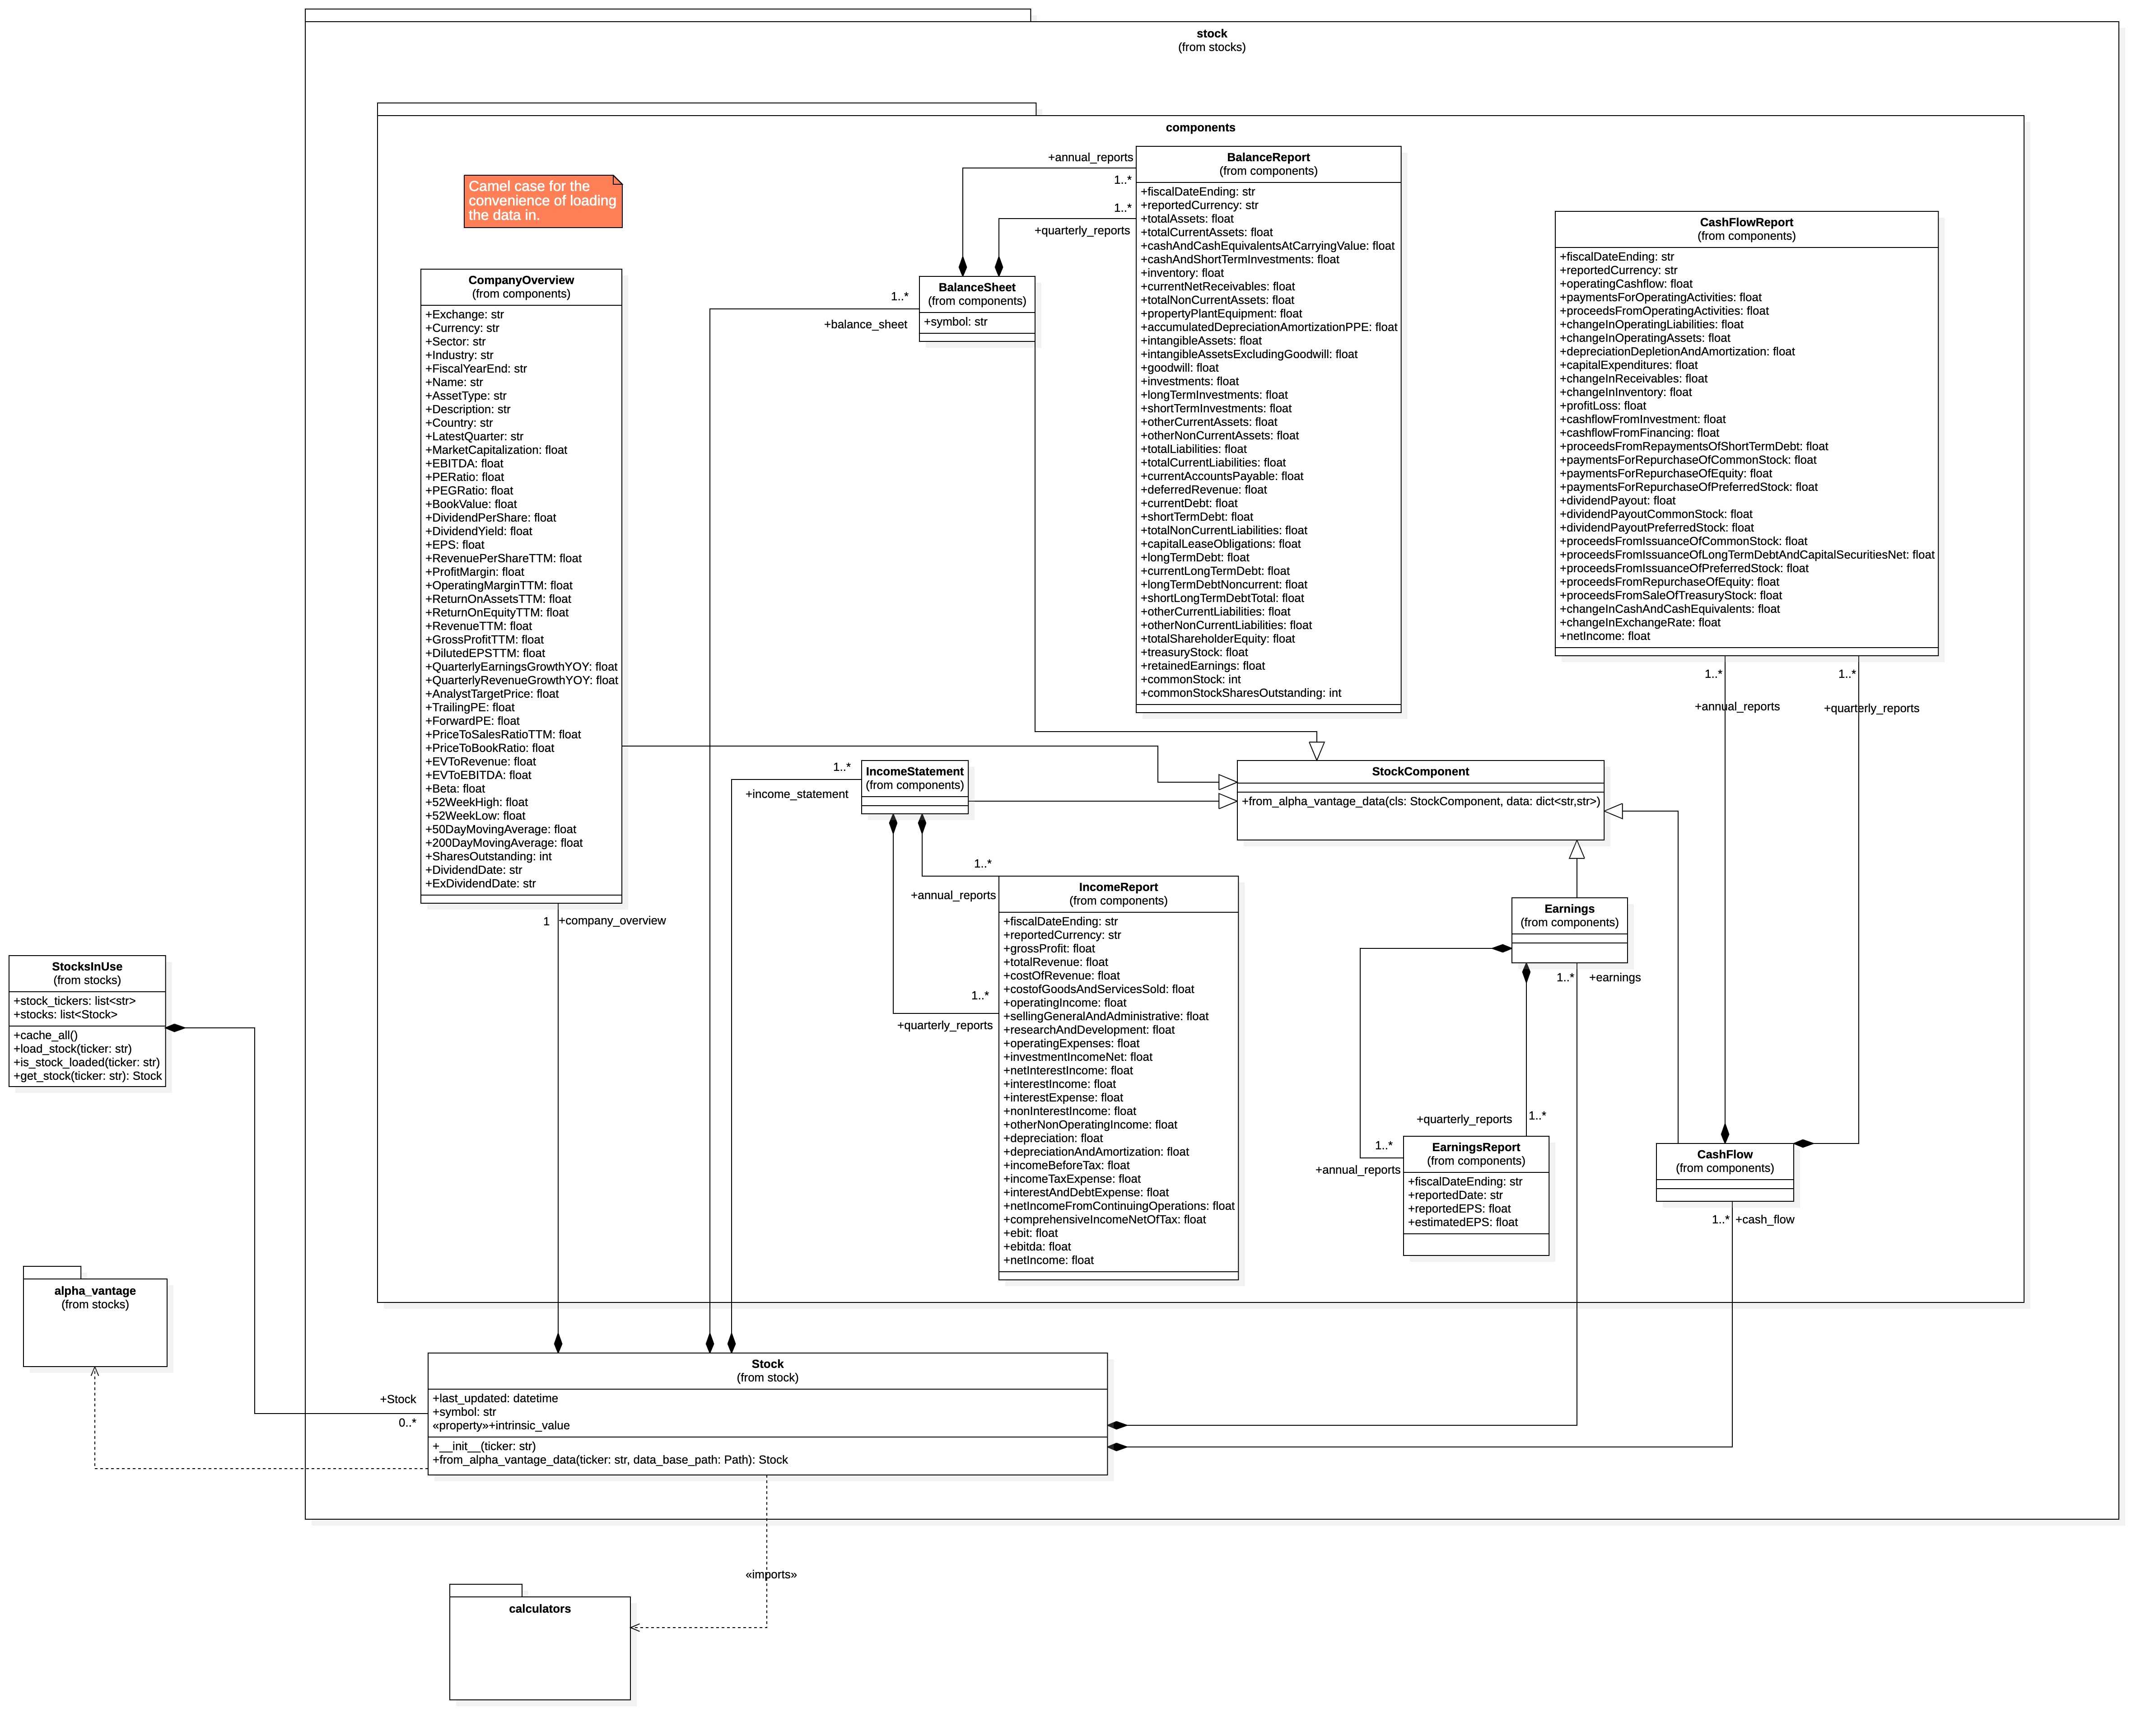 stock
(from stocks)
components
Camel case for the
convenience of loading
the data in.
CompanyOverview
(from components)
+Exchange: str
+Currency: str
+Sector: str
+Industry: str
+FiscalYearEnd: str
+Name: str
+AssetType: str
+Description: str
+Country: str
+LatestQuarter: str
+MarketCapitalization: float
+EBITDA: float
+PERatio: float
+PEGRatio: float
+BookValue: float
+DividendPerShare: float
+DividendYield: float
+EPS: float
+RevenuePerShareTTM: float
+ProfitMargin: float
+OperatingMarginTTM: float
+ReturnOnAssetsTTM: float
+ReturnOnEquityTTM: float
+RevenueTTM: float
+GrossProfitTTM: float
+DilutedEPSTTM: float
+QuarterlyEarningsGrowthYOY: float
+QuarterlyRevenueGrowthYOY: float
+AnalystTargetPrice: float
+TrailingPE: float
+ForwardPE: float
+PriceToSalesRatioTTM: float
+PriceToBookRatio: float
+EVToRevenue: float
+EVToEBITDA: float
+Beta: float
+52WeekHigh: float
+52WeekLow: float
+50DayMovingAverage: float
+200DayMovingAverage: float
+SharesOutstanding: int
+DividendDate: str
+ExDividendDate: str
1 +company_overview
+annual_reports
1..*
1..*
+quarterly_reports
BalanceSheet
(from components)
+symbol: str
1..*
+balance_sheet
BalanceReport
(from components)
+fiscalDateEnding: str
+reportedCurrency: str
+totalAssets: float
+totalCurrentAssets: float
+cashAndCashEquivalentsAtCarryingValue: float
+cashAndShortTermInvestments: float
+inventory: float
+currentNetReceivables: float
+totalNonCurrentAssets: float
+propertyPlantEquipment: float
+accumulatedDepreciationAmortizationPPE: float
+intangibleAssets: float
+intangibleAssetsExcludingGoodwill: float
+goodwill: float
+investments: float
+longTermInvestments: float
+shortTermInvestments: float
+otherCurrentAssets: float
+otherNonCurrentAssets: float
+totalLiabilities: float
+totalCurrentLiabilities: float
+currentAccountsPayable: float
+deferredRevenue: float
+currentDebt: float
+shortTermDebt: float
+totalNonCurrentLiabilities: float
+capitalLeaseObligations: float
+longTermDebt: float
+currentLongTermDebt: float
+longTermDebtNoncurrent: float
+shortLongTermDebtTotal: float
+otherCurrentLiabilities: float
+otherNonCurrentLiabilities: float
+totalShareholderEquity: float
+treasuryStock: float
+retainedEarnings: float
+commonStock: int
+commonStockSharesOutstanding: int
CashFlowReport
(from components)
+fiscalDateEnding: str
+reportedCurrency: str
+operatingCashflow: float
+paymentsForOperatingActivities: float
+proceedsFromOperatingActivities: float
+changeInOperatingLiabilities: float
+changeInOperatingAssets: float
+depreciationDepletionAndAmortization: float
+capitalExpenditures: float
+changeInReceivables: float
+changeInInventory: float
+profitLoss: float
+cashflowFromInvestment: float
+cashflowFromFinancing: float
+proceedsFromRepaymentsOfShortTermDebt: float
+paymentsForRepurchaseOfCommonStock: float
+paymentsForRepurchaseOfEquity: float
+paymentsForRepurchaseOfPreferredStock: float
+dividendPayout: float
+dividendPayoutCommonStock: float
+dividendPayoutPreferredStock: float
+proceedsFromIssuanceOfCommonStock: float
+proceedsFromIssuanceOfLongTermDebtAndCapitalSecuritiesNet: float
+proceedsFromIssuanceOfPreferredStock: float
+proceedsFromRepurchaseOfEquity: float
+proceedsFromSaleOfTreasuryStock: float
+changeInCashAndCashEquivalents: float
+changeInExchangeRate: float
+netIncome: float
1..*
1..*
+annual_reports
+quarterly_reports
1..*
+income_statement
IncomeStatement
(from components)
StockComponent
+from_alpha_vantage_data(cls: StockComponent, data: dict<str,str>)
1..*
+annual_reports
1..*
+quarterly_reports
IncomeReport
(from components)
+fiscalDateEnding: str
+reportedCurrency: str
+grossProfit: float
+totalRevenue: float
+costOfRevenue: float
+costofGoodsAndServicesSold: float
+operatingIncome: float
+sellingGeneralAndAdministrative: float
+researchAndDevelopment: float
+operatingExpenses: float
+investmentIncomeNet: float
+netInterestIncome: float
+interestIncome: float
+interestExpense: float
+nonInterestIncome: float
+otherNonOperatingIncome: float
+depreciation: float
+depreciationAndAmortization: float
+incomeBeforeTax: float
+incomeTaxExpense: float
+interestAndDebtExpense: float
+netIncomeFromContinuingOperations: float
+comprehensiveIncomeNetOfTax: float
+ebit: float
+ebitda: float
+netIncome: float
Earnings
(from components)
1..* +earnings
+quarterly_reports 1..*
1..*
+annual_reports
EarningsReport
(from components)
+fiscalDateEnding: str
+reportedDate: str
+reportedEPS: float
+estimatedEPS: float
CashFlow
(from components)
1..* +cash_flow
StocksInUse
(from stocks)
+stock_tickers: list<str>
+stocks: list<Stock>
+cache_all()
+load_stock(ticker: str)
+is_stock_loaded(ticker: str)
+get_stock(ticker: str): Stock
alpha_vantage
(from stocks)
+Stock
0..*
Stock
(from stock)
+last_updated: datetime
+symbol: str
«property»+intrinsic_value
+__init__(ticker: str)
+from_alpha_vantage_data(ticker: str, data_base_path: Path): Stock
«imports»
calculators